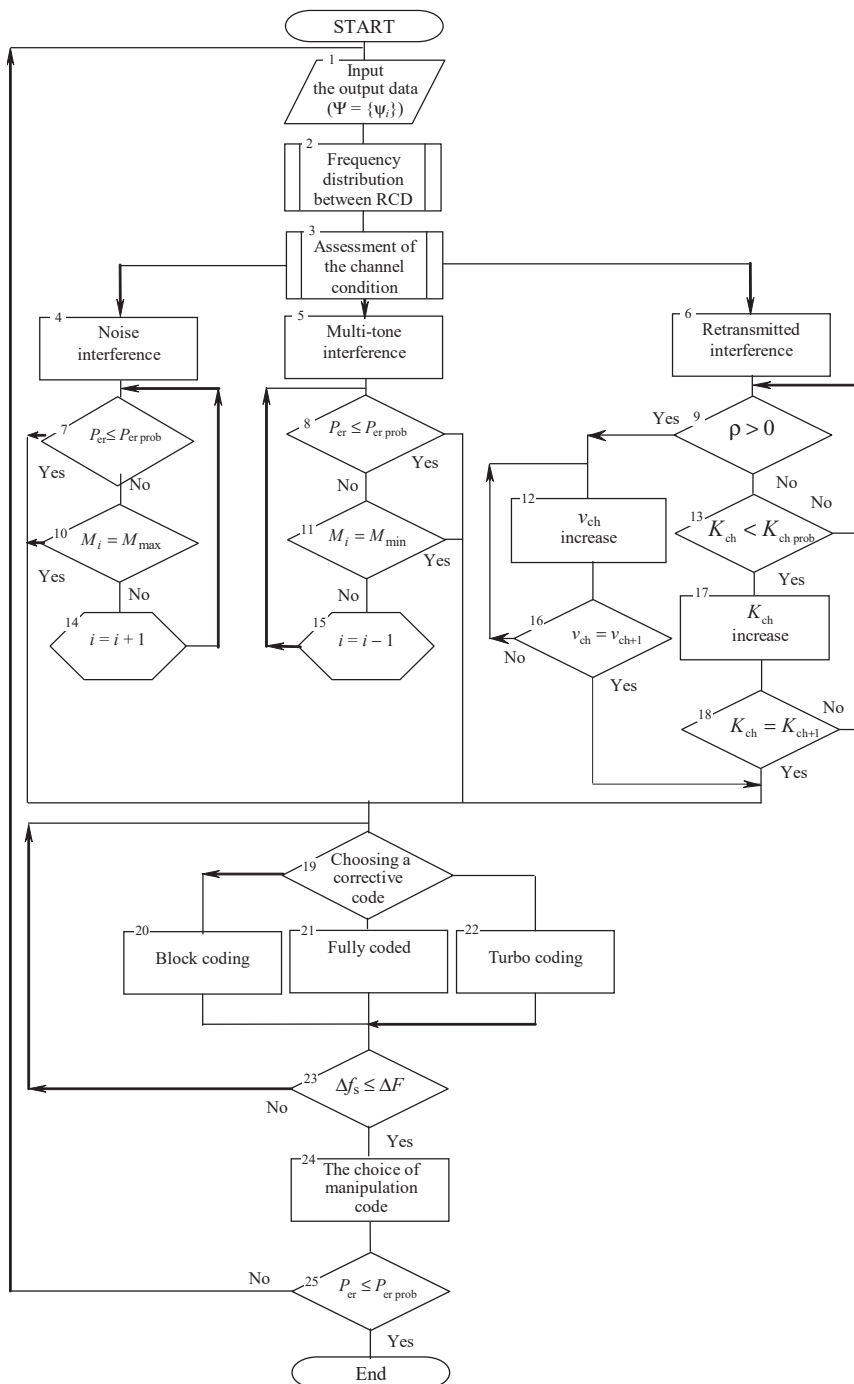 START
1
Input
the output data
(Ψ = {ψi})
2
Frequency
distribution
between RCD
3
Assessment of
the channel
condition
4
Noise
interference
5
Multi-tone
interference
6
Retransmitted
interference
7
Per ≤ Per prob
Yes
No
8
Per ≤ Per prob
Yes
No
9
ρ > 0
Yes
No
10
Mi = Mmax
Yes
No
11
Mi = Mmin
Yes
No
12
vch
increase
13
Kch < Kch prob
No
Yes
14
i = i + 1
15
i = i − 1
16
vch = vch+1
No
Yes
17
Kch
increase
18
Kch = Kch+1
No
Yes
19
Choosing a
corrective
code
20
Block coding
21
Fully coded
22
Turbo coding
23
Δfs ≤ ΔF
No
Yes
24
The choice of
manipulation
code
25
Per ≤ Per prob
No
Yes
End